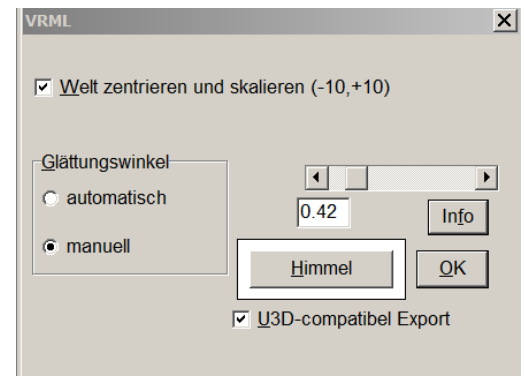 VRML
Welt zentrieren und skalieren (-10,+10)
Glättungswinkel
automatisch
0.42
Info
manuell
Himmel
OK
U3D-compatibel Export